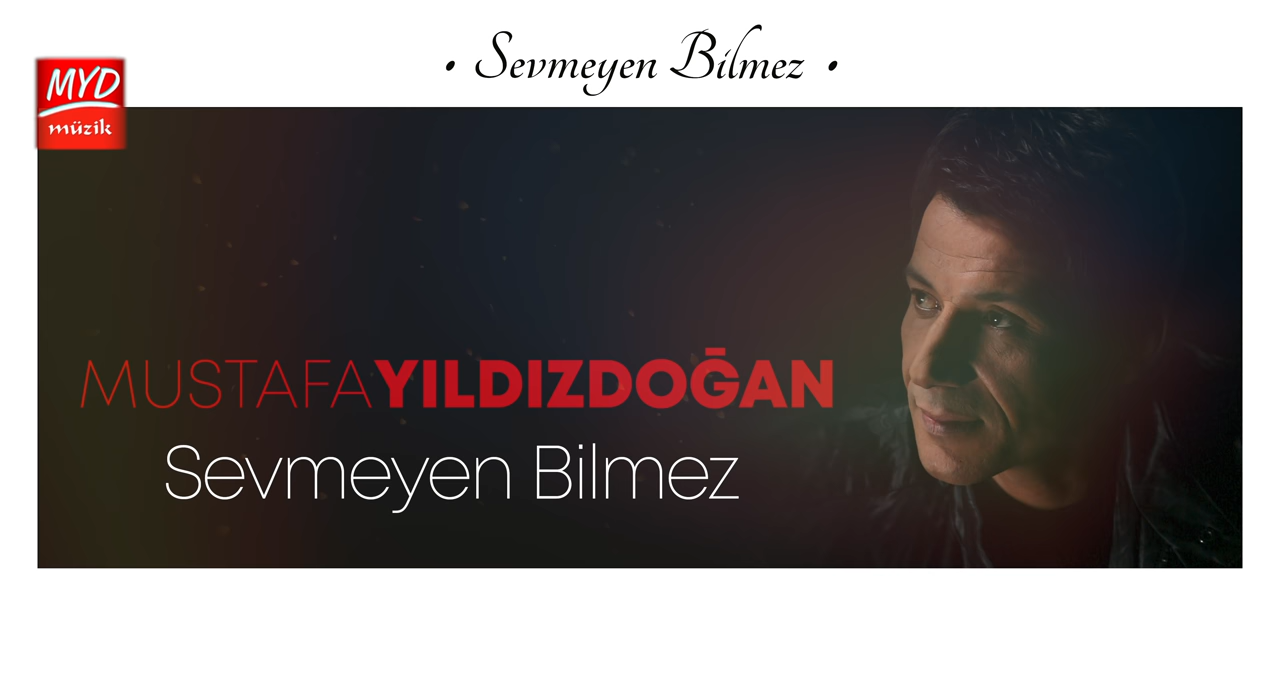 • Sevmeyen Bilmez •
MYD
müzik
MUSTAFA YILDIZDOĞAN
Sevmeyen Bilmez